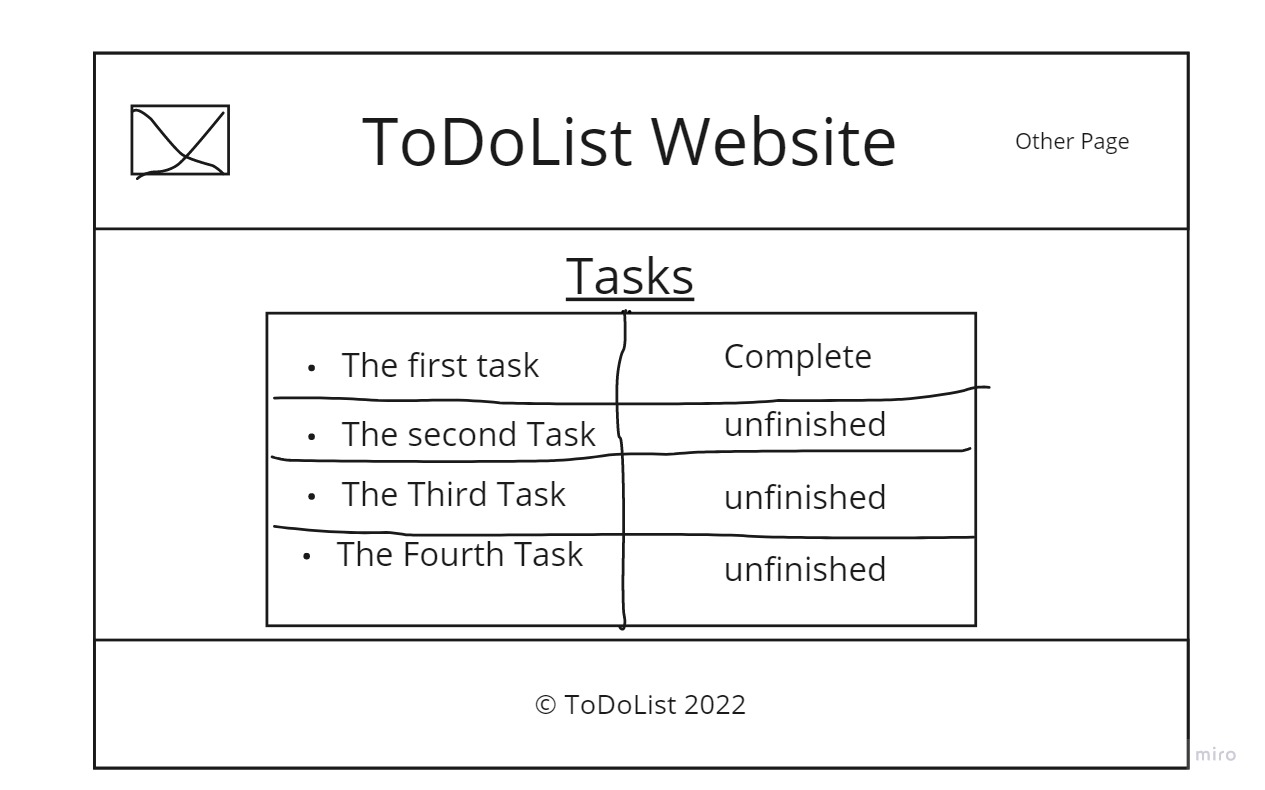 ToDoList Website
Other Page
Tasks
• The first task
Complete
• The second Task
unfinished
• The Third Task
unfinished
• The Fourth Task
unfinished
© ToDoList 2022
miro